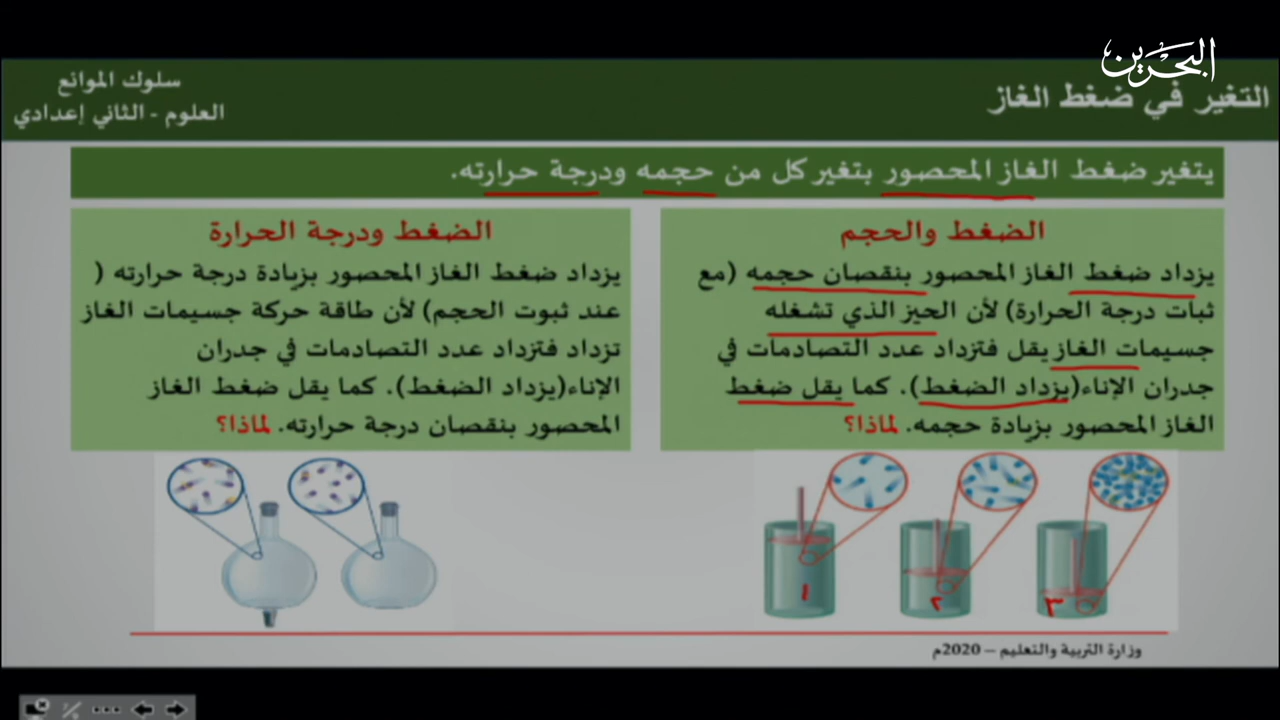 البحرين
التغير في ضغط الغاز
سلوك الموائع
العلوم - الثاني إعدادي
يتغير ضغط الغاز المحصور بتغير كل من حجمه ودرجة حرارته.
الضغط والحجم
يزداد ضغط الغاز المحصور بنقصان حجمه (مع
ثبات درجة الحرارة) لأن الحيز الذي تشغله
جسيمات الغاز يقل فتزداد عدد التصادمات في
جدران الإناء(يزداد الضغط). كما يقل ضغط
الغاز المحصور بزيادة حجمه. لماذا؟
الضغط ودرجة الحرارة
يزداد ضغط الغاز المحصور بزيادة درجة حرارته (
عند ثبوت الحجم) لأن طاقة حركة جسيمات الغاز
تزداد فتزداد عدد التصادمات في جدران
الإناء(يزداد الضغط). كما يقل ضغط الغاز
المحصور بنقصان درجة حرارته. لماذا؟
١ ٢ ٣
وزارة التربية والتعليم – 2020م